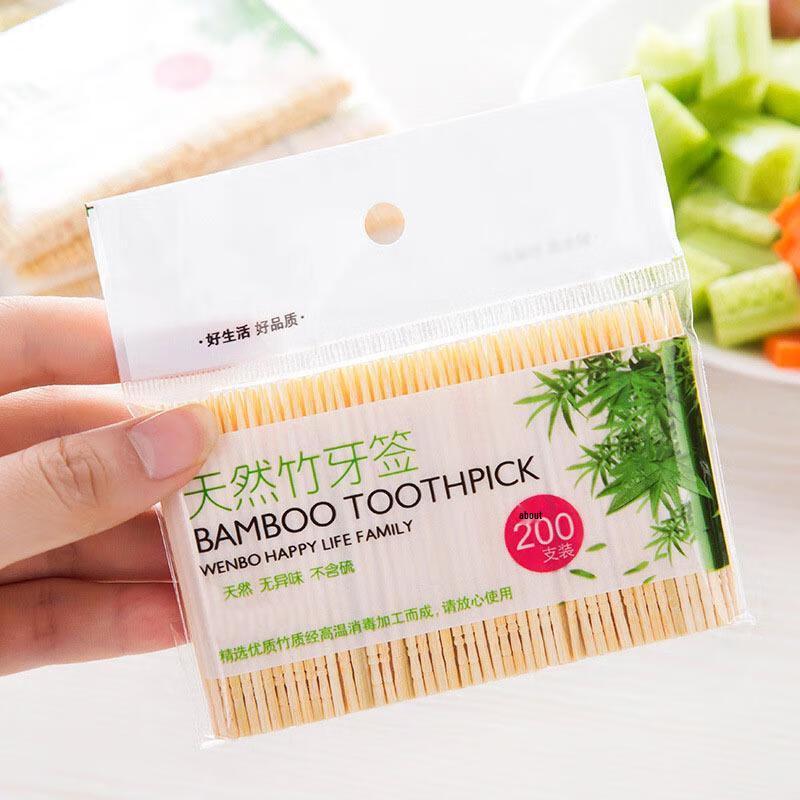 ·好生活 好品质·
天然竹牙签
BAMBOO TOOTHPICK
WENBO HAPPY LIFE FAMILY
天然 无异味 不含硫
about
200
支装
精选优质竹质经高温消毒加工而成，请放心使用